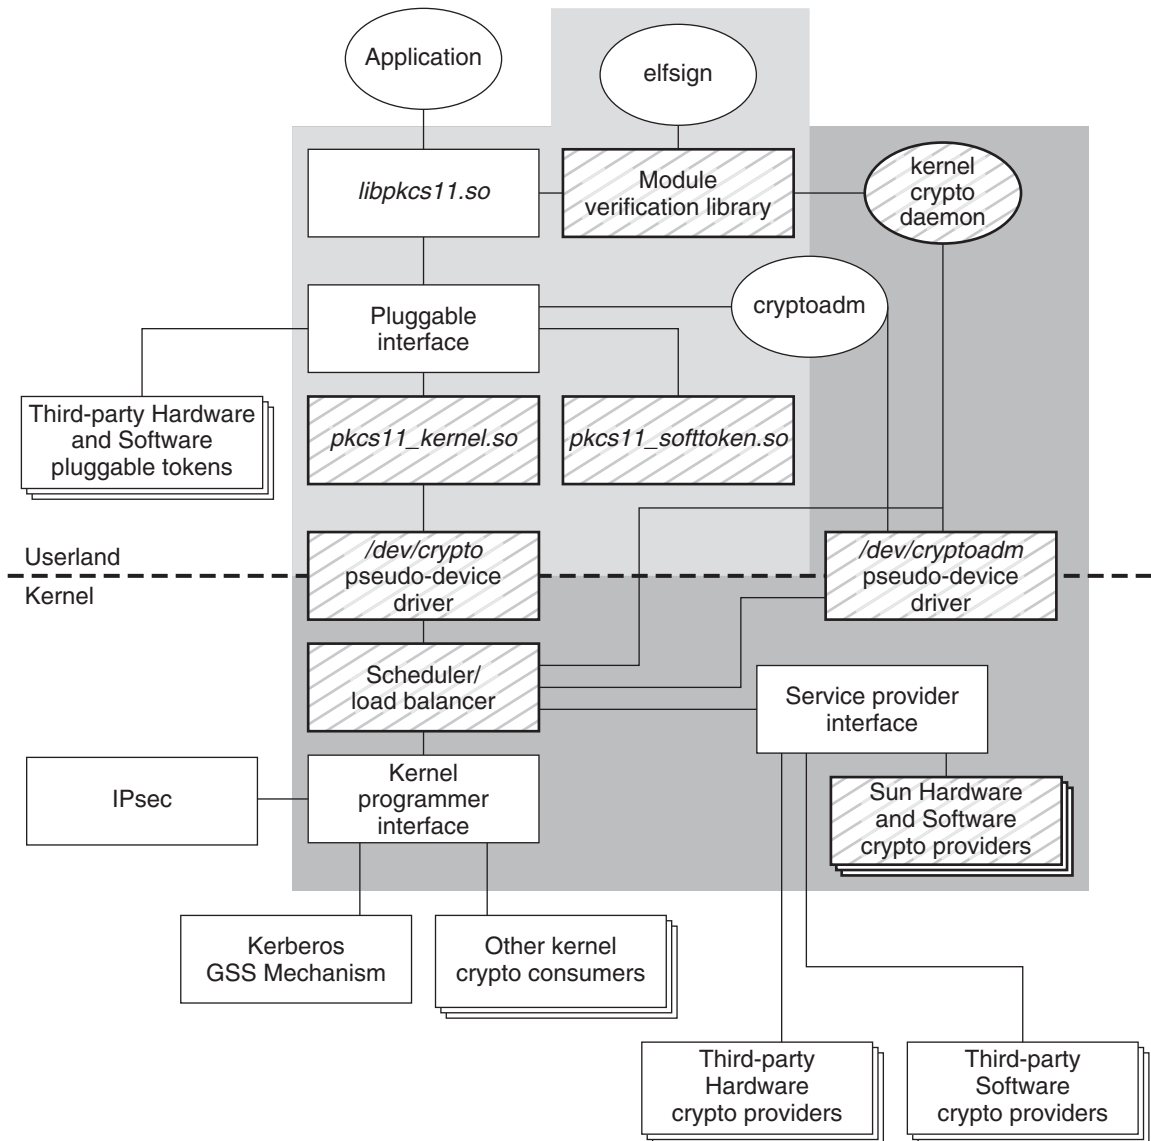 Application
elfsign
libpkcs11.so
Module
verification library
kernel
crypto
daemon
Pluggable
interface
cryptoadm
Third-party Hardware
and Software
pluggable tokens
pkcs11_kernel.so
pkcs11_softtoken.so
Userland
Kernel
/dev/crypto
pseudo-device
driver
/dev/cryptoadm
pseudo-device
driver
Scheduler/
load balancer
Service provider
interface
IPsec
Kernel
programmer
interface
Sun Hardware
and Software
crypto providers
Kerberos
GSS Mechanism
Other kernel
crypto consumers
Third-party
Hardware
crypto providers
Third-party
Software
crypto providers